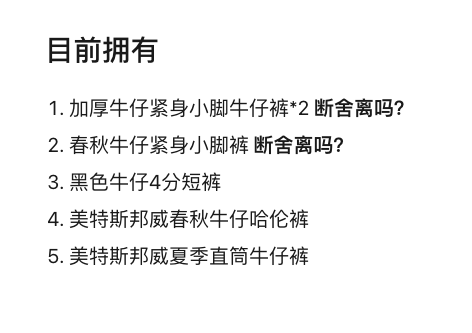 目前拥有
1. 加厚牛仔紧身小脚牛仔裤*2 断舍离吗?
2. 春秋牛仔紧身小脚裤 断舍离吗?
3. 黑色牛仔4分短裤
4. 美特斯邦威春秋牛仔哈伦裤
5. 美特斯邦威夏季直筒牛仔裤